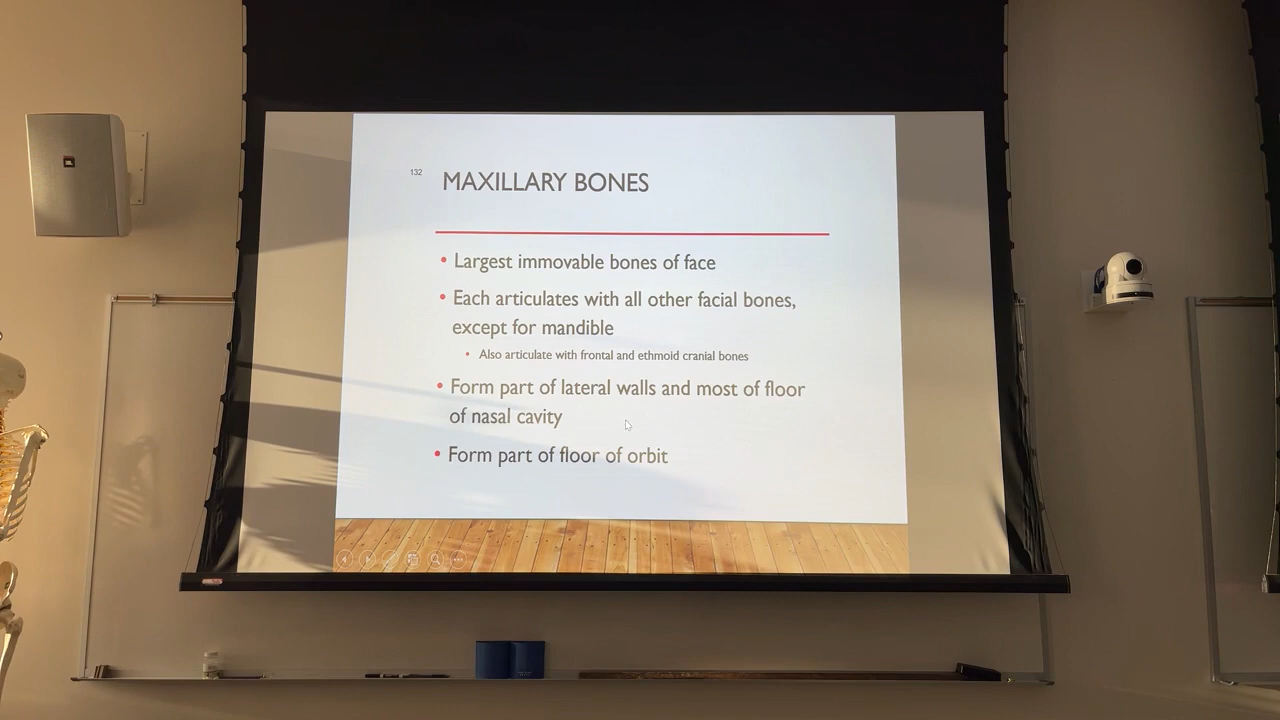 132
MAXILLARY BONES
• Largest immovable bones of face
• Each articulates with all other facial bones,
except for mandible
• Also articulate with frontal and ethmoid cranial bones
• Form part of lateral walls and most of floor
of nasal cavity
• Form part of floor of orbit